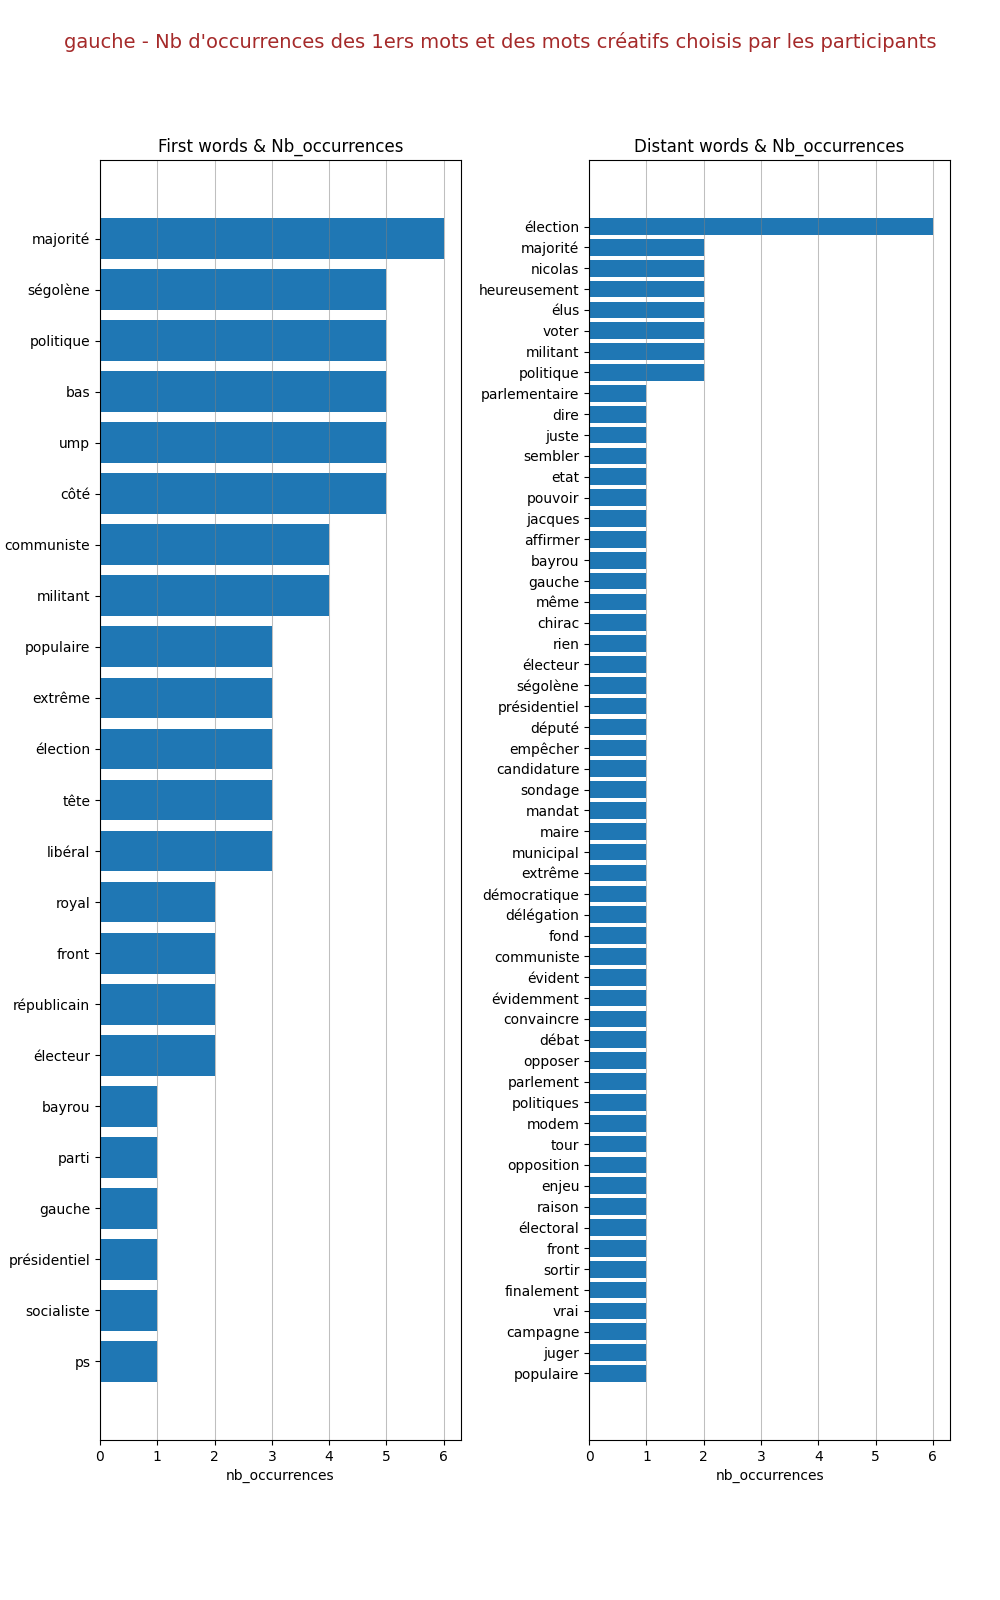 gauche - Nb d'occurrences des 1ers mots et des mots créatifs choisis par les participants
First words & Nb_occurrences
majorité
ségolène
politique
bas
ump
côté
communiste
militant
populaire
extrême
élection
tête
libéral
royal
front
républicain
électeur
bayrou
parti
gauche
présidentiel
socialiste
ps
0 1 2 3 4 5 6
nb_occurrences
Distant words & Nb_occurrences
élection
majorité
nicolas
heureusement
élus
voter
militant
politique
parlementaire
dire
juste
sembler
etat
pouvoir
jacques
affirmer
bayrou
gauche
même
chirac
rien
électeur
ségolène
présidentiel
député
empêcher
candidature
sondage
mandat
maire
municipal
extrême
démocratique
délégation
fond
communiste
évident
évidemment
convaincre
débat
opposer
parlement
politiques
modem
tour
opposition
enjeu
raison
électoral
front
sortir
finalement
vrai
campagne
juger
populaire
0 1 2 3 4 5 6
nb_occurrences